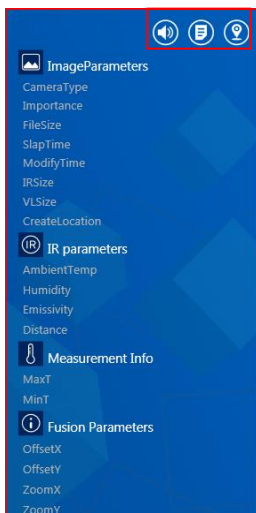 ImageParameters
CameraType
Importance
FileSize
SlapTime
ModifyTime
IRSize
VLSize
CreateLocation
IR IR parameters
AmbientTemp
Humidity
Emissivity
Distance
Measurement Info
MaxT
MinT
Fusion Parameters
OffsetX
OffsetY
ZoomX
ZoomY